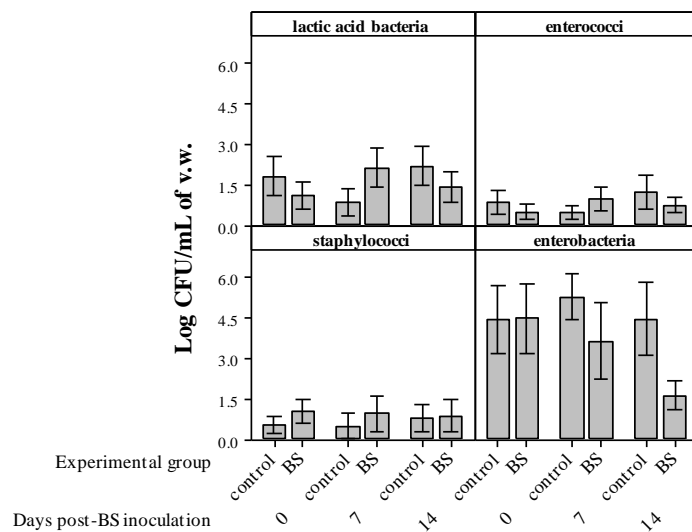 lactic acid bacteria enterococci
6.0
4.5
3.0
1.5
0.0
staphylococci enterobacteria
6.0
4.5
3.0
1.5
0.0
Log CFU/mL of v.w.
Experimental group control BS control BS control BS control BS control BS control BS
Days post-BS inoculation 0 7 14 0 7 14